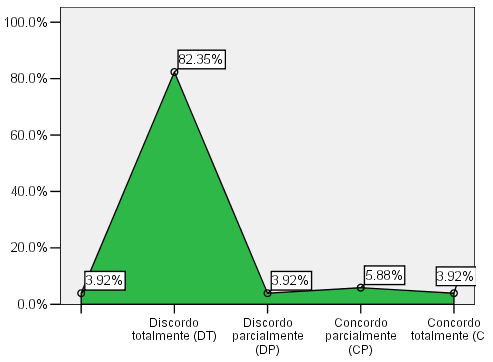 100.0%
80.0%
60.0%
40.0%
20.0%
0.0%
3.92%
82.35%
3.92%
5.88%
3.92%
Discordo
totalmente (DT)
Discordo
parcialmente
(DP)
Concordo
parcialmente
(CP)
Concordo
totalmente (C